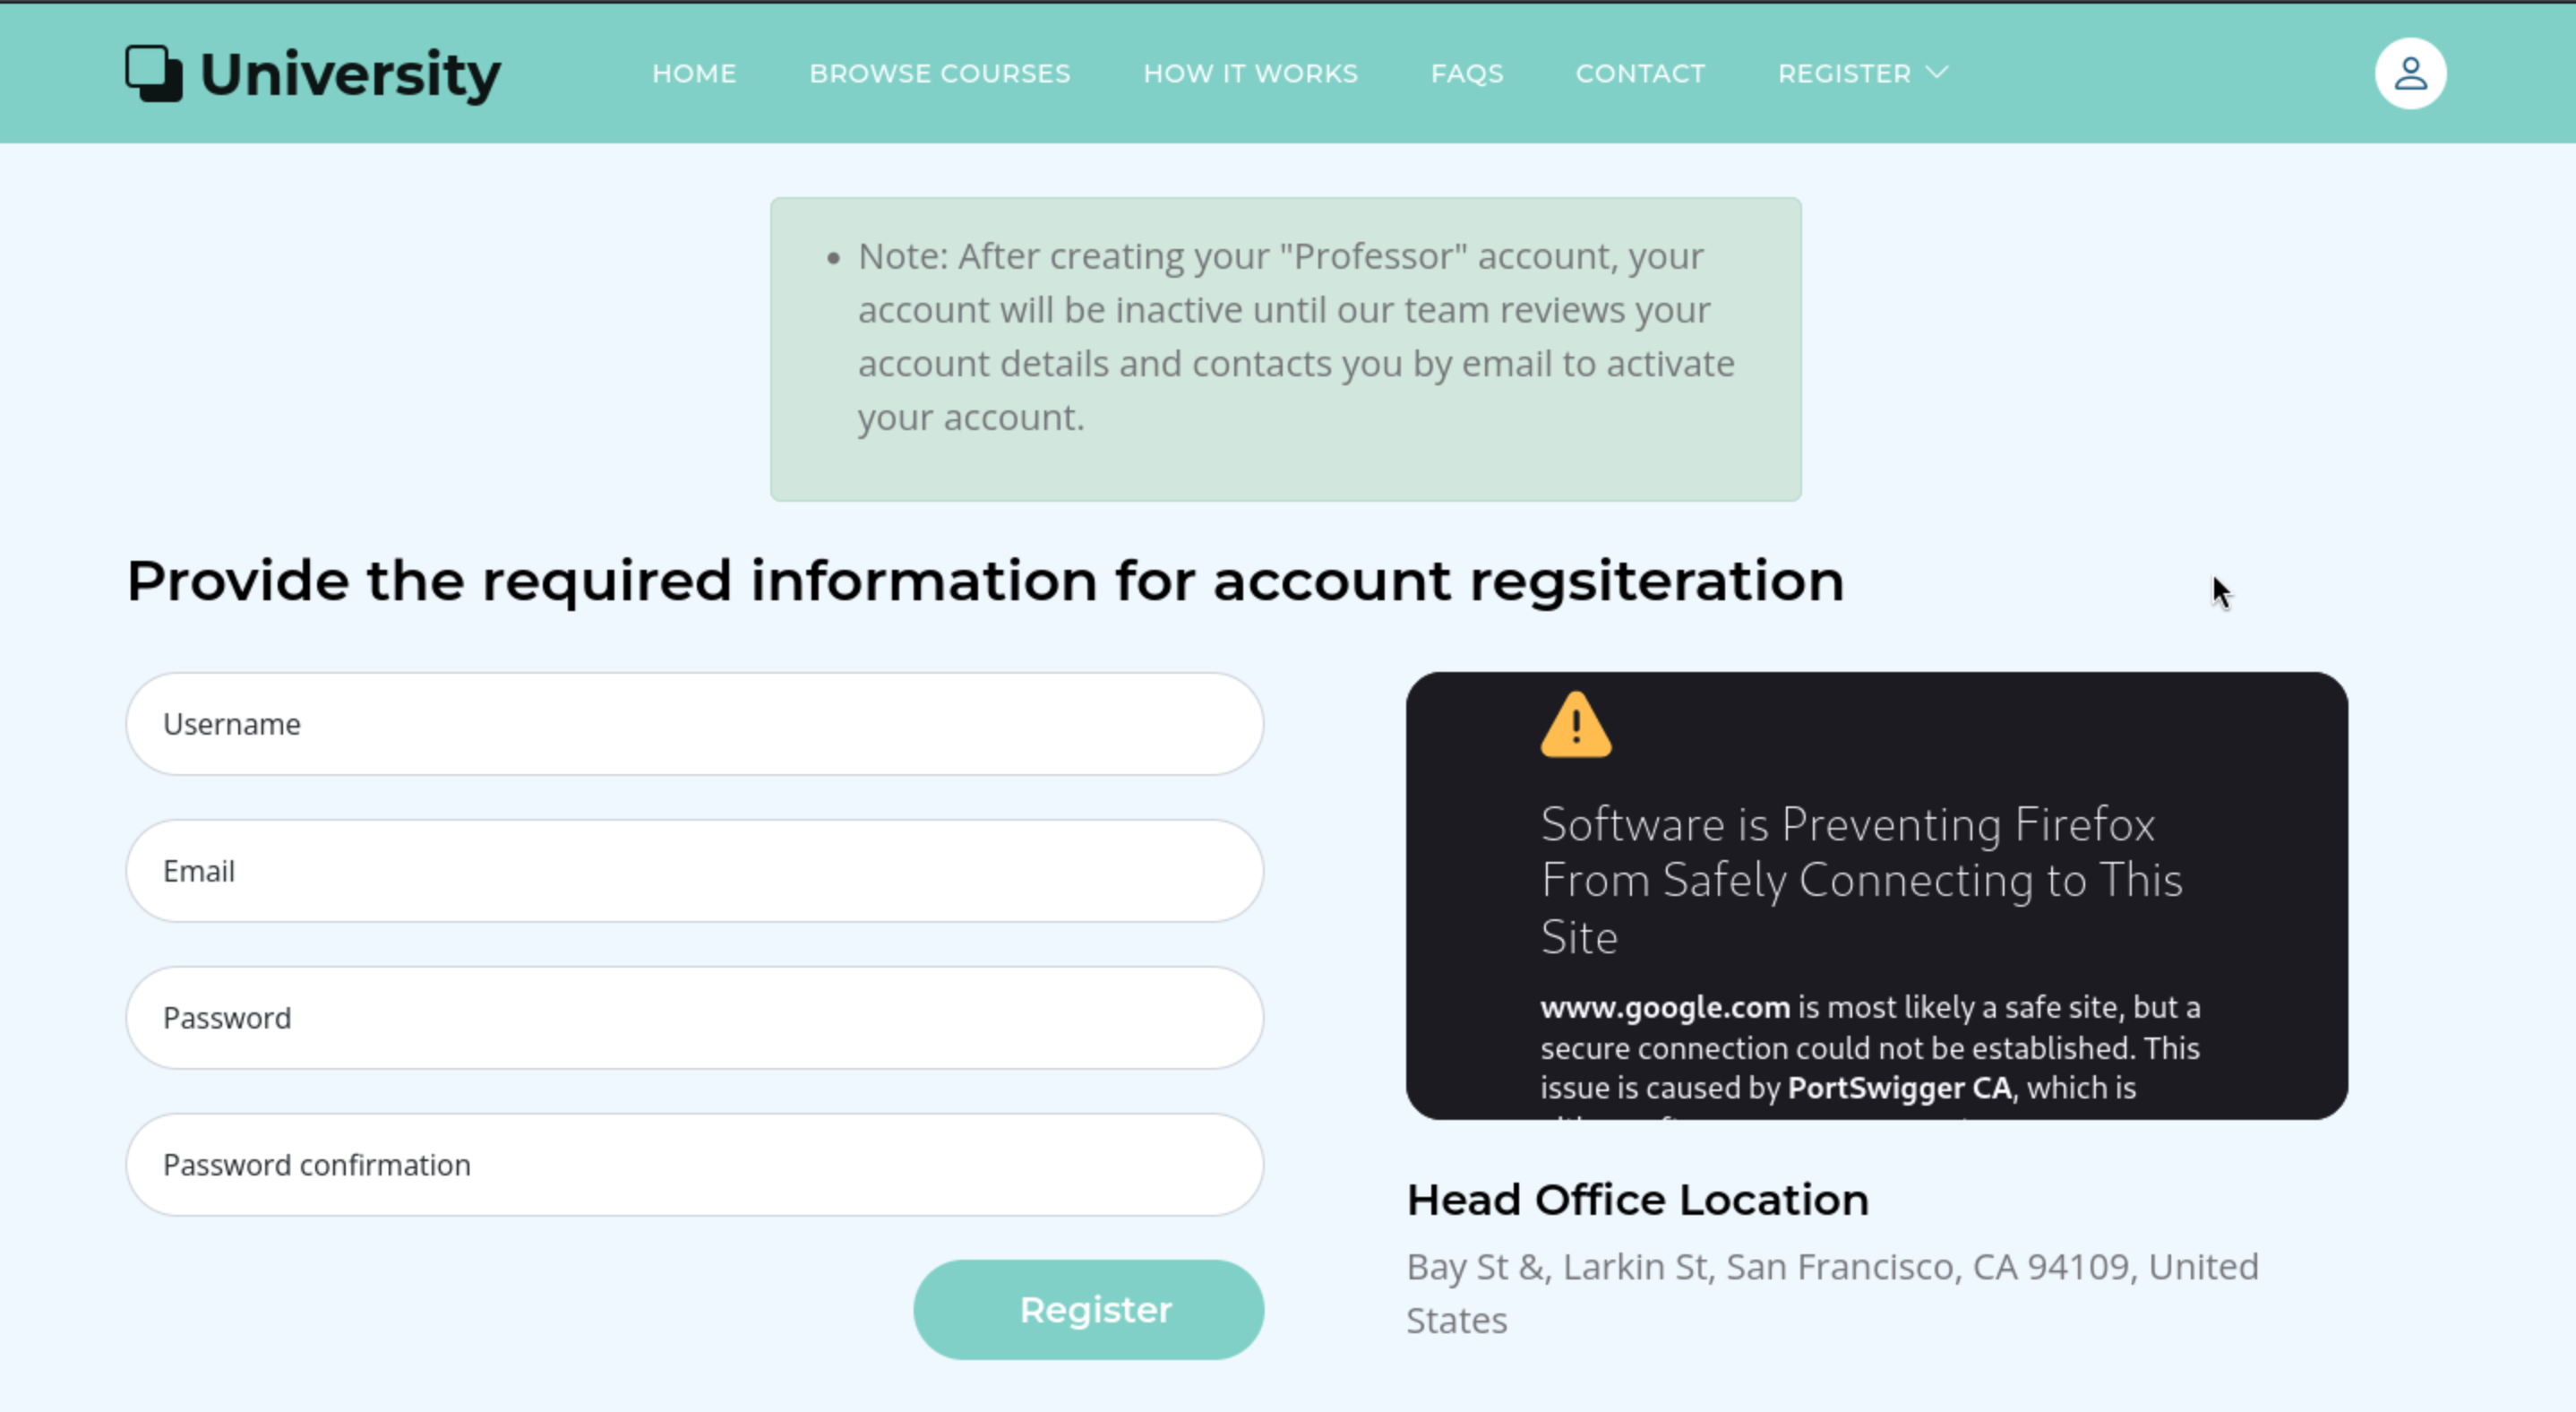 University
HOME
BROWSE COURSES
HOW IT WORKS
FAQS
CONTACT
REGISTER
Note: After creating your "Professor" account, your
account will be inactive until our team reviews your
account details and contacts you by email to activate
your account.
Provide the required information for account regsiteration
Username
Email
Password
Password confirmation
Register
Software is Preventing Firefox
From Safely Connecting to This
Site
www.google.com is most likely a safe site, but a
secure connection could not be established. This
issue is caused by PortSwigger CA, which is
Head Office Location
Bay St &, Larkin St, San Francisco, CA 94109, United
States